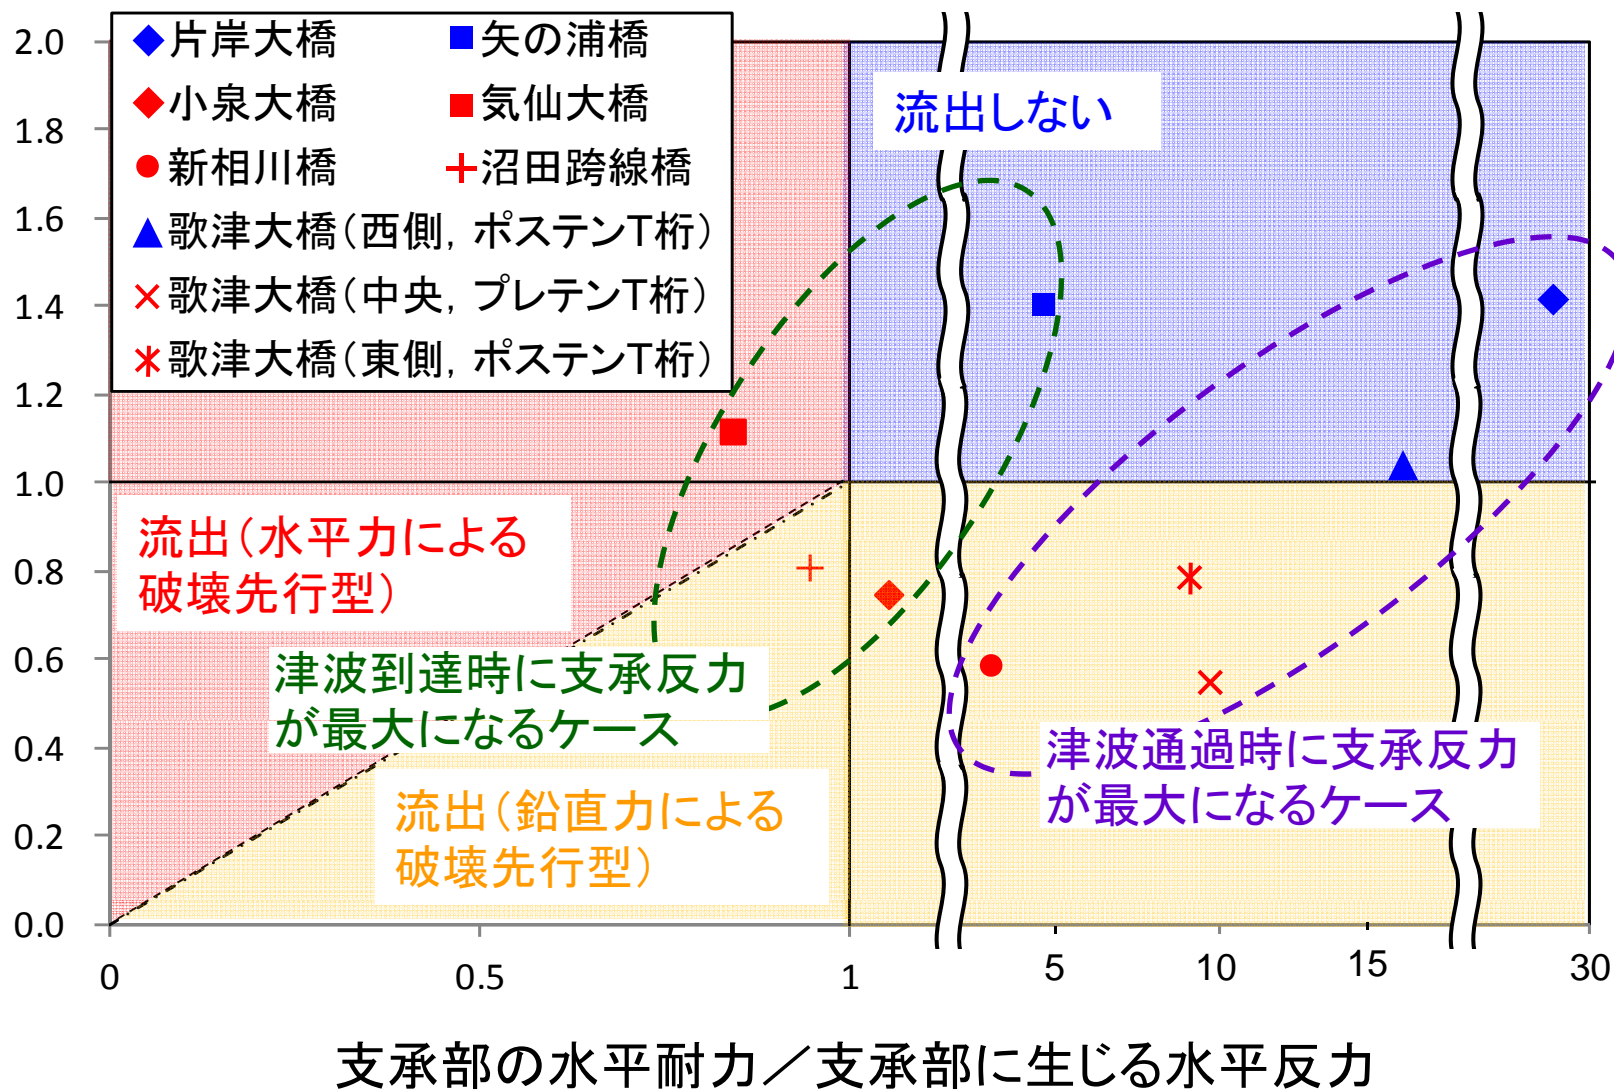 片岸大橋 矢の浦橋
小泉大橋 気仙大橋
新相川橋 沼田跨線橋
歌津大橋（西側，ポステンT桁）
歌津大橋（中央，プレテンT桁）
歌津大橋（東側，ポステンT桁）
流出しない
流出（水平力による
破壊先行型）
津波到達時に支承反力
が最大になるケース
流出（鉛直力による
破壊先行型）
津波通過時に支承反力
が最大になるケース
2.0
1.8
1.6
1.4
1.2
1.0
0.8
0.6
0.4
0.2
0.0
0 0.5 1 5 10 15 30
支承部の水平耐力／支承部に生じる水平反力